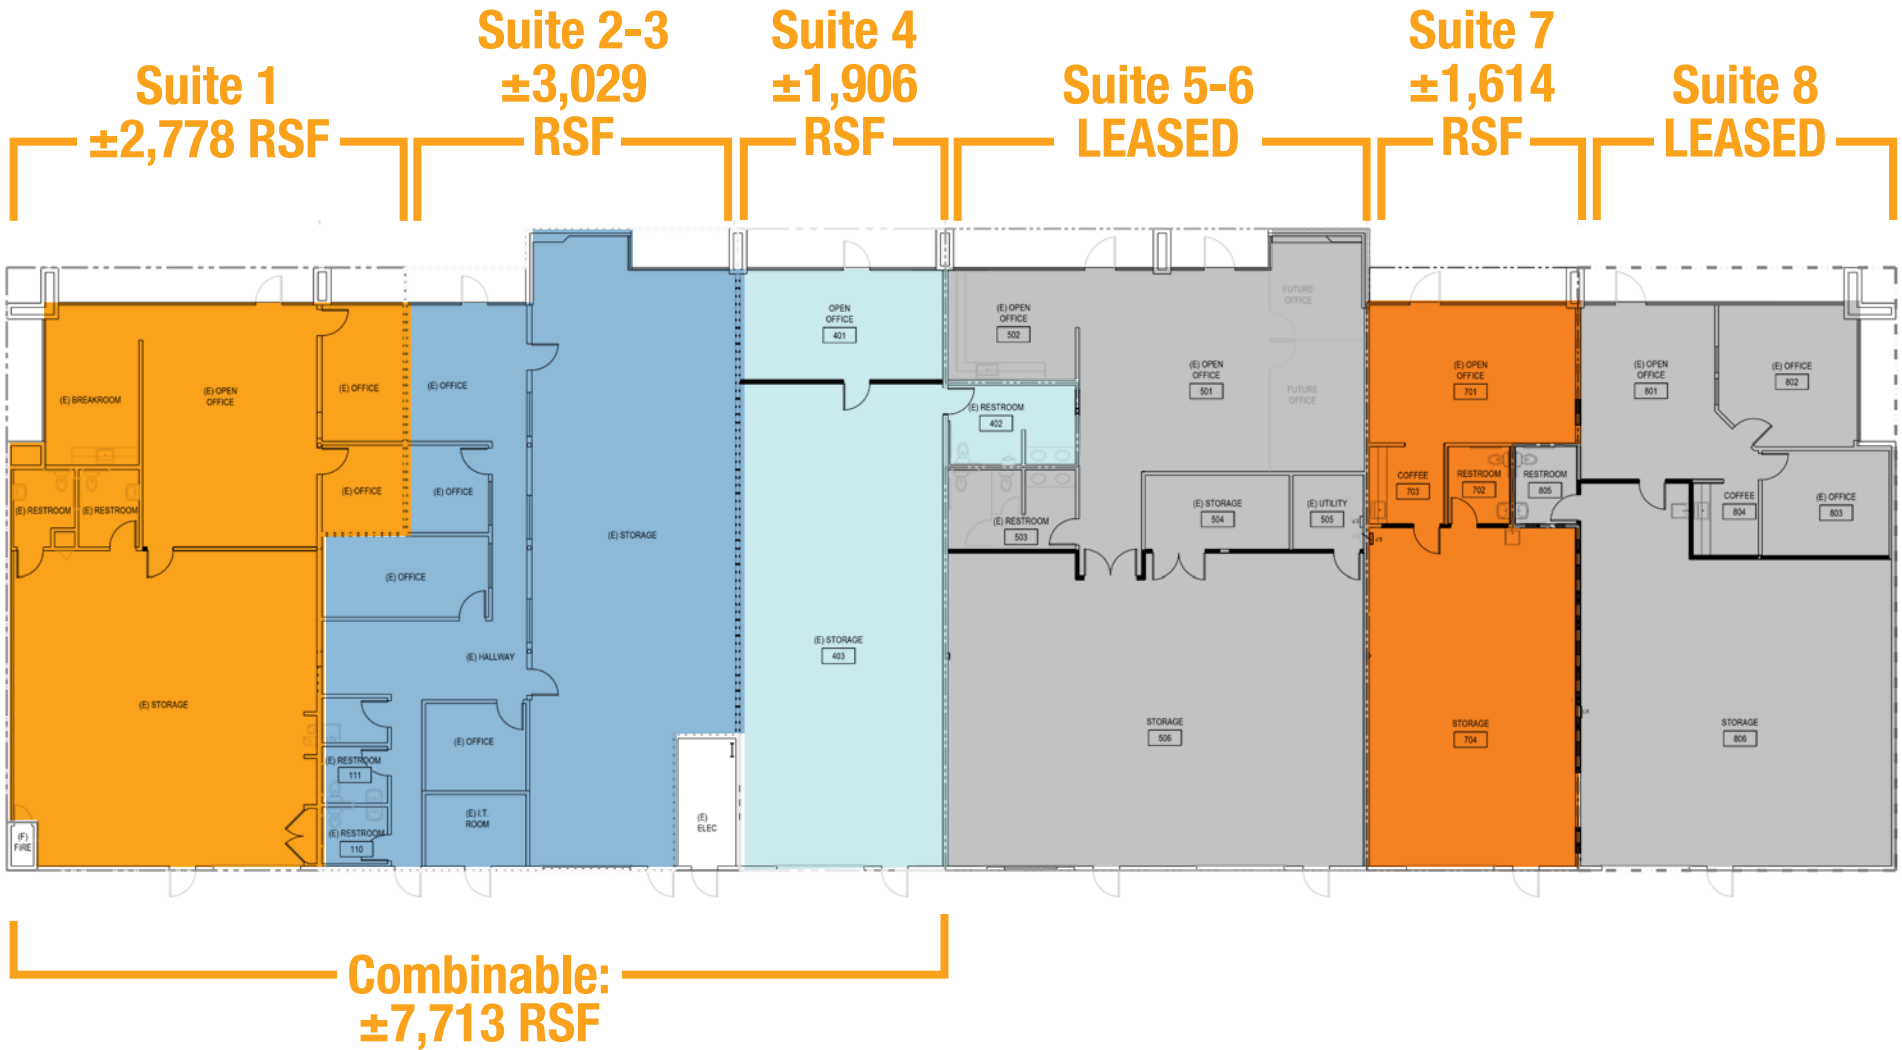 Suite 1
±2,778 RSF
Suite 2-3
±3,029
RSF
Suite 4
±1,906
RSF
Suite 5-6
LEASED
Suite 7
±1,614
RSF
Suite 8
LEASED
(E) BREAKROOM
(E) OPEN
OFFICE
(E) OFFICE
(E) OFFICE
(E) RESTROOM
(E) RESTROOM
(E) STORAGE
(F)
FIRE
(E) OFFICE
(E) OFFICE
(E) OFFICE
(E) HALLWAY
(E) OFFICE
(E) RESTROOM
111
(E) RESTROOM
110
(E) I.T.
ROOM
(E) STORAGE
(E)
ELEC
OPEN
OFFICE
401
(E) RESTROOM
402
(E) STORAGE
403
(E) OPEN
OFFICE
502
(E) OPEN
OFFICE
501
FUTURE
OFFICE
FUTURE
OFFICE
(E) RESTROOM
503
(E) STORAGE
504
(E) UTILITY
505
STORAGE
506
(E) OPEN
OFFICE
701
COFFEE
703
RESTROOM
702
STORAGE
704
(E) OPEN
OFFICE
801
(E) OFFICE
802
RESTROOM
805
COFFEE
804
(E) OFFICE
803
STORAGE
806
Combinable:
±7,713 RSF